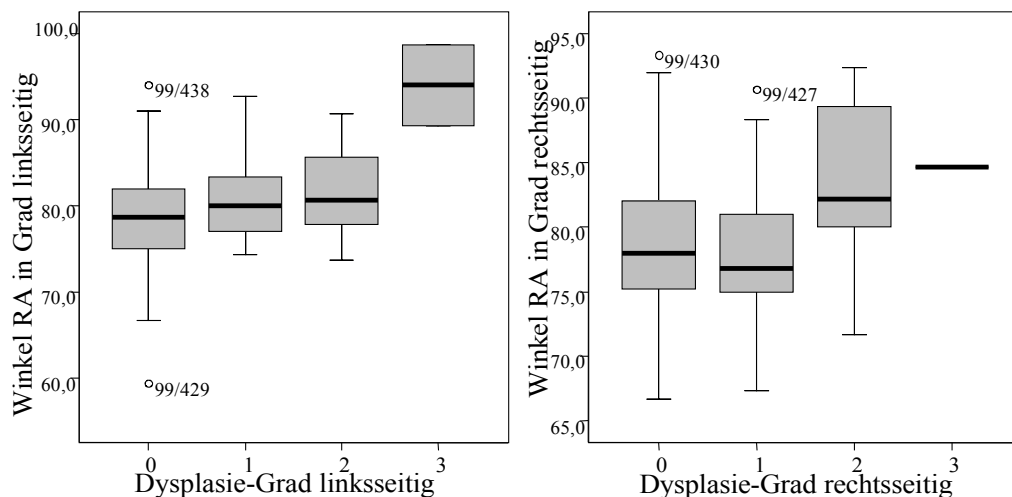 Winkel RA in Grad linksseitig
100,0
90,0
80,0
70,0
60,0
99/438
99/429
0 1 2 3
Dysplasie-Grad linksseitig
Winkel RA in Grad rechtsseitig
95,0
90,0
85,0
80,0
75,0
70,0
65,0
99/430
99/427
0 1 2 3
Dysplasie-Grad rechtsseitig